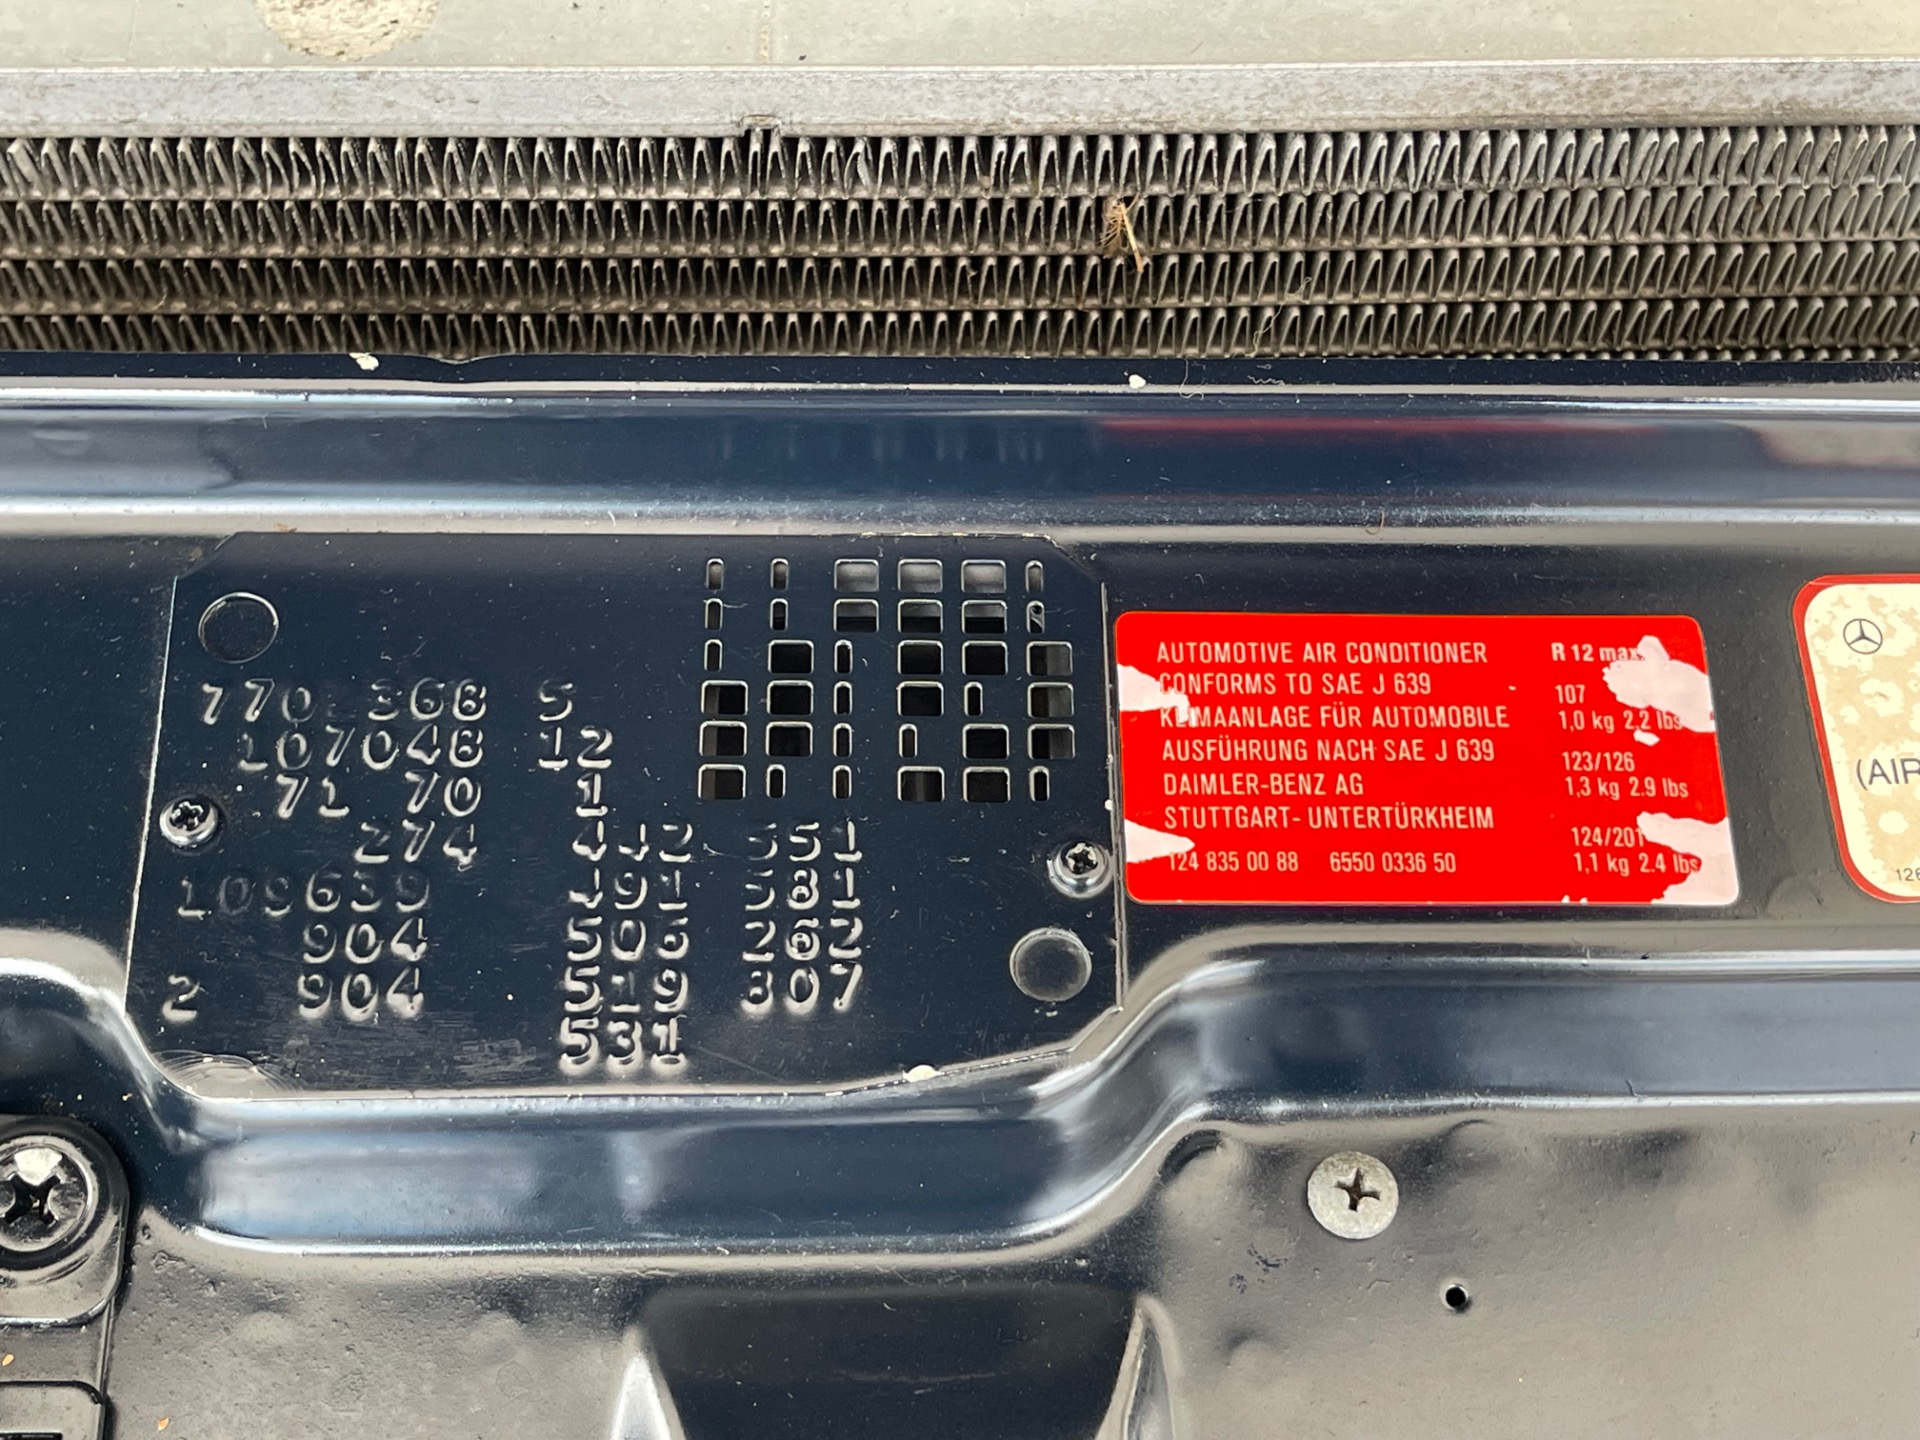 770 368 5
107048 12
71 70 1
274 442 551
109639 491 581
904 506 262
2 904 519 807
531
AUTOMOTIVE AIR CONDITIONER
CONFORMS TO SAE J 639
KLIMAANLAGE FÜR AUTOMOBILE
AUSFÜHRUNG NACH SAE J 639
DAIMLER-BENZ AG
STUTTGART- UNTERTÜRKHEIM
124 835 00 88 6550 0336 50
R 12 max.
107
1,0 kg 2,2 lbs
123/126
1,3 kg 2.9 lbs
124/201
1,1 kg 2.4 lbs
(AIR
126